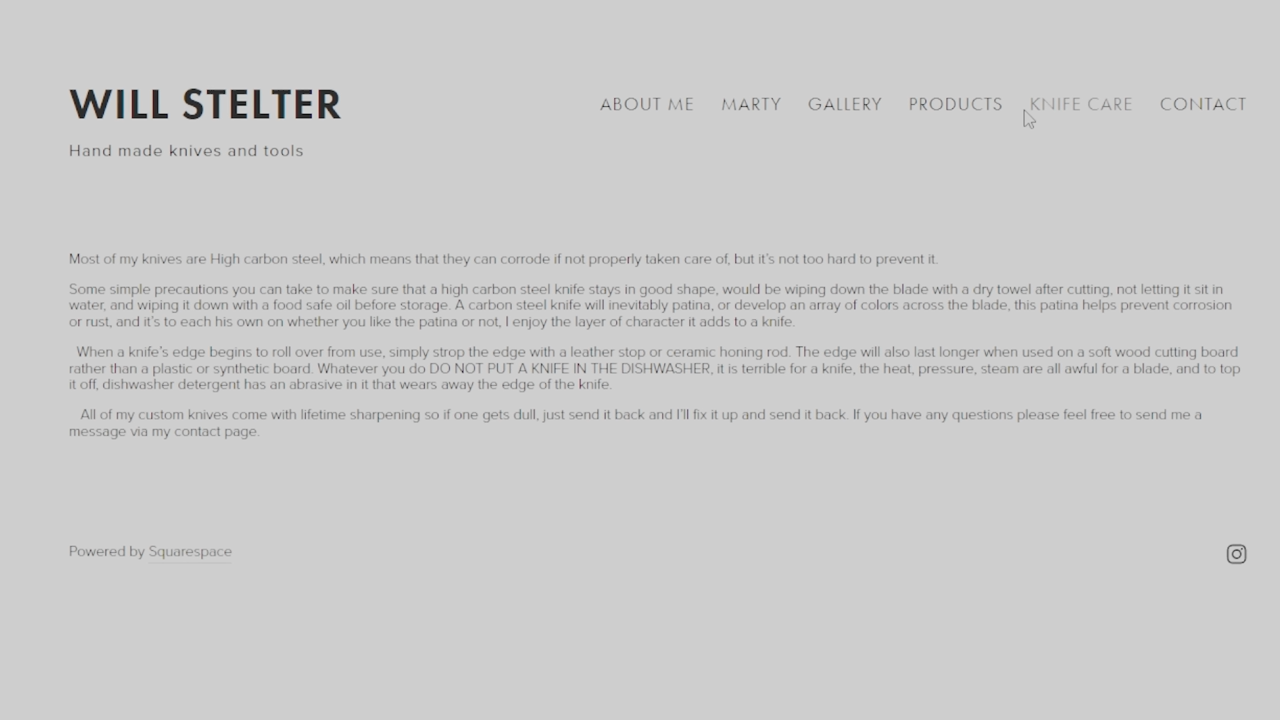 WILL STELTER
ABOUT ME MARTY GALLERY PRODUCTS KNIFE CARE CONTACT
Hand made knives and tools
Most of my knives are High carbon steel, which means that they can corrode if not properly taken care of, but it's not too hard to prevent it.
Some simple precautions you can take to make sure that a high carbon steel knife stays in good shape, would be wiping down the blade with a dry towel after cutting, not letting it sit in
water, and wiping it down with a food safe oil before storage. A carbon steel knife will inevitably patina, or develop an array of colors across the blade, this patina helps prevent corrosion
or rust, and it's to each his own on whether you like the patina or not, I enjoy the layer of character it adds to a knife.
When a knife's edge begins to roll over from use, simply strop the edge with a leather stop or ceramic honing rod. The edge will also last longer when used on a soft wood cutting board
rather than a plastic or synthetic board. Whatever you do DO NOT PUT A KNIFE IN THE DISHWASHER, it is terrible for a knife, the heat, pressure, steam are all awful for a blade, and to top
it off, dishwasher detergent has an abrasive in it that wears away the edge of the knife.
All of my custom knives come with lifetime sharpening so if one gets dull, just send it back and I'll fix it up and send it back. If you have any questions please feel free to send me a
message via my contact page.
Powered by Squarespace